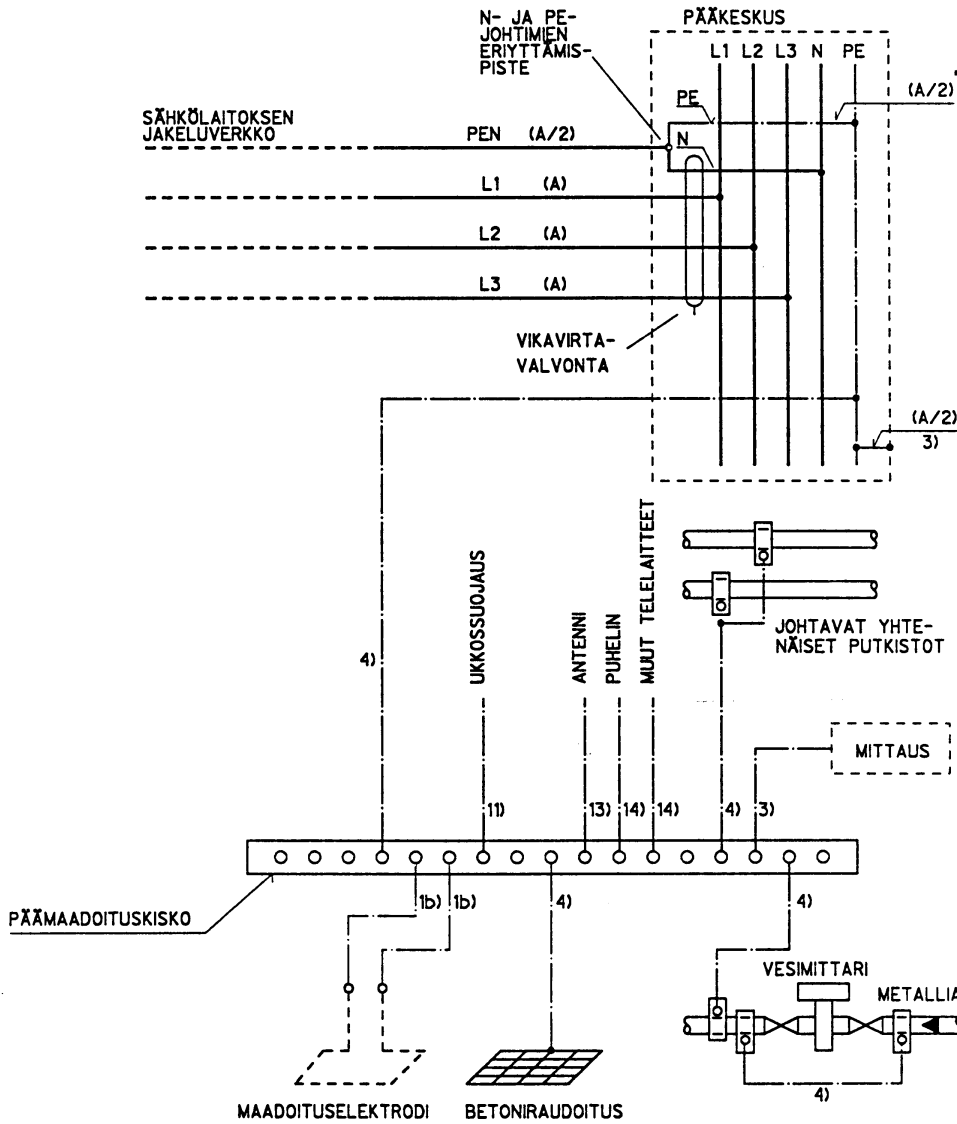 N- JA PE-
JOHTIMIEN
ERIYTTÄMIS-
PISTE
PÄÄKESKUS
L1 L2 L3 N PE
(A/2)
PE
SÄHKÖLAITOKSEN
JAKELUVERKKO
PEN (A/2)
N
L1 (A)
L2 (A)
L3 (A)
VIKAVIRTA-
VALVONTA
(A/2)
3)
UKKOSSUOJAUS
ANTENNI
PUHELIN
MUUT TELELAITTEET
JOHTAVAT YHTE-
NÄISET PUTKISTOT
4)
MITTAUS
11)
13)
14)
14)
4)
3)
PÄÄMAADOITUSKISKO
1b)
1b)
4)
4)
VESIMITTARI
METALLIA
4)
MAADOITUSELEKTRODI
BETONIRAUDOITUS